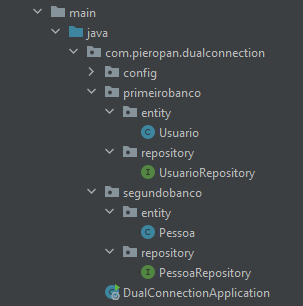 main
java
com.pieropan.dualconnection
config
primeirobanco
entity
C Usuario
repository
I UsuarioRepository
segundobanco
entity
C Pessoa
repository
I PessoaRepository
DualConnectionApplication